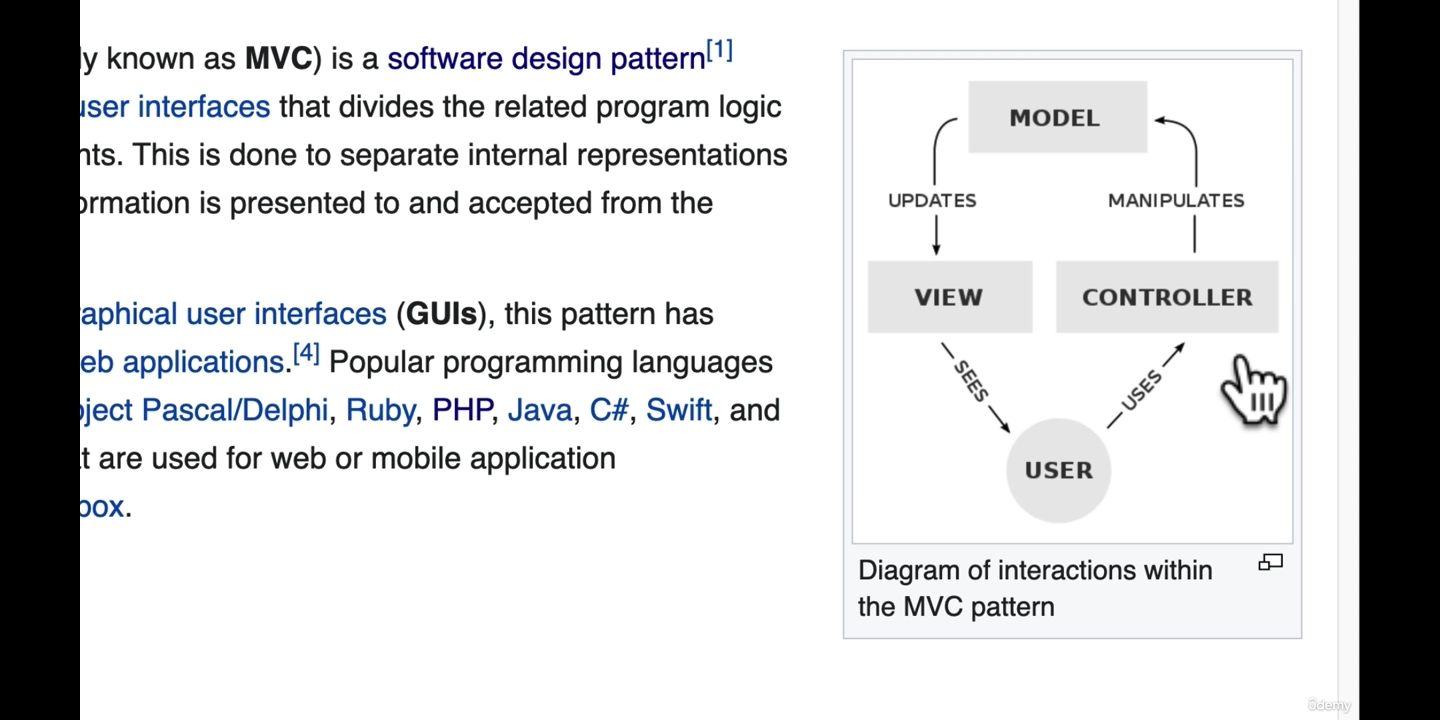 ly known as MVC) is a software design pattern[1]
user interfaces that divides the related program logic
nts. This is done to separate internal representations
ormation is presented to and accepted from the
raphical user interfaces (GUIs), this pattern has
eb applications.[4] Popular programming languages
bject Pascal/Delphi, Ruby, PHP, Java, C#, Swift, and
t are used for web or mobile application
box.
MODEL
UPDATES
MANIPULATES
VIEW
CONTROLLER
SEES
USES
USER
Diagram of interactions within
the MVC pattern
ûdemy